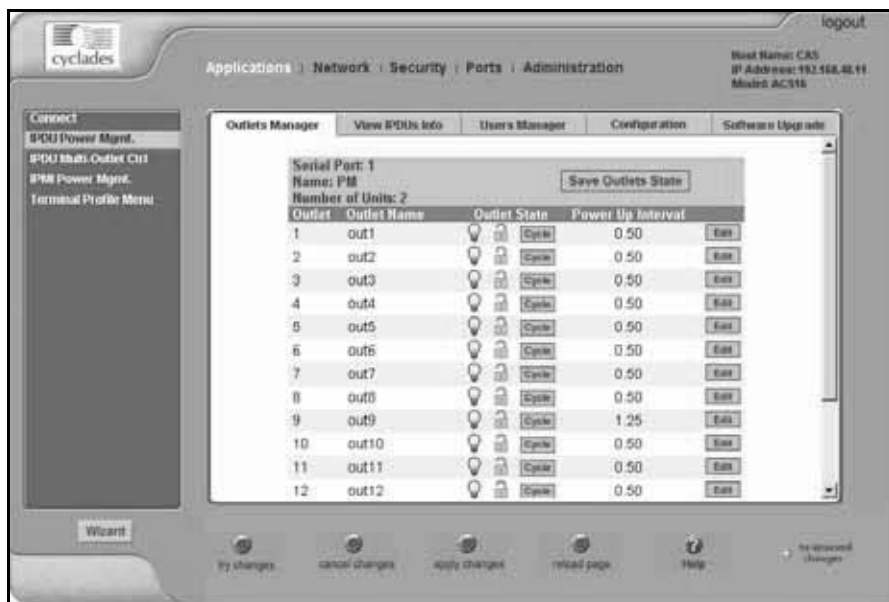 logout
cyclades
Applications | Network | Security | Ports | Administration
Host Name: CAS
IP Address: 192.168.48.11
Model: ACS16
Connect
IPDU Power Mgmt.
IPDU Multi-Outlet Ctrl
IPMI Power Mgmt.
Terminal Profile Menu
Outlets Manager View IPDUs Info Users Manager Configuration Software Upgrade
Serial Port: 1
Name: PM
Number of Units: 2
Save Outlets State
Outlet Outlet Name Outlet State Power Up Interval
1 out1 Cycle 0.50 Edit
2 out2 Cycle 0.50 Edit
3 out3 Cycle 0.50 Edit
4 out4 Cycle 0.50 Edit
5 out5 Cycle 0.50 Edit
6 out6 Cycle 0.50 Edit
7 out7 Cycle 0.50 Edit
8 out8 Cycle 0.50 Edit
9 out9 Cycle 1.25 Edit
10 out10 Cycle 0.50 Edit
11 out11 Cycle 0.50 Edit
12 out12 Cycle 0.50 Edit
Wizard
try changes cancel changes apply changes reload page Help
changes